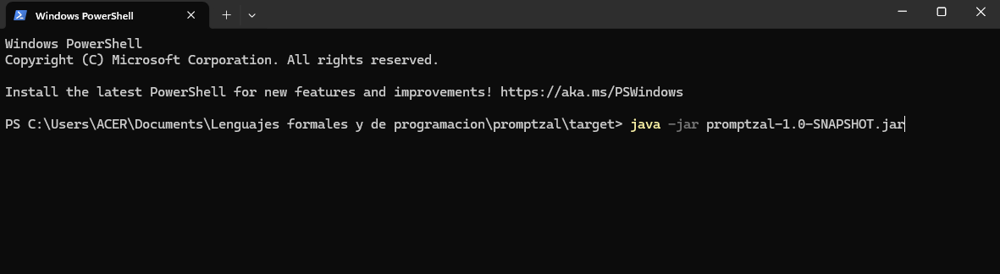 Windows PowerShell
Windows PowerShell
Copyright (C) Microsoft Corporation. All rights reserved.
Install the latest PowerShell for new features and improvements! https://aka.ms/PSWindows
PS C:\Users\ACER\Documents\Lenguajes formales y de programacion\promptzal\target> java -jar promptzal-1.0-SNAPSHOT.jar